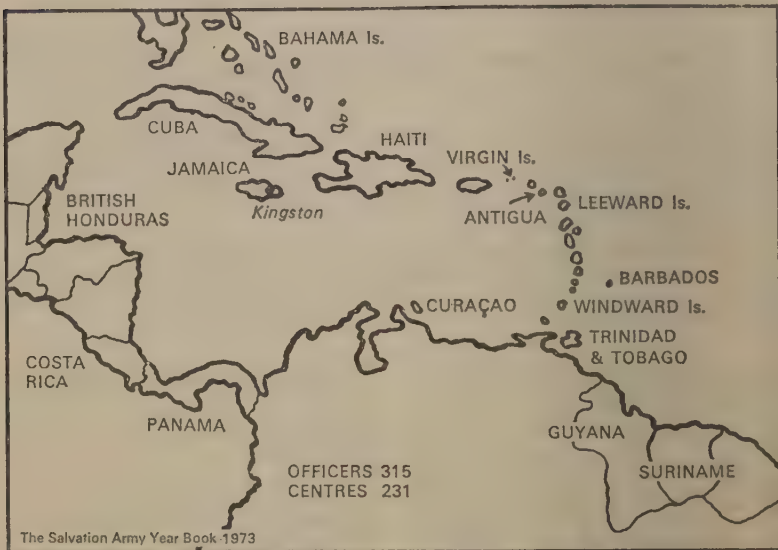 BAHAMA Is.
CUBA
HAITI
JAMAICA
VIRGIN Is.
Kingston
ANTIGUA
LEEWARD Is.
BRITISH
HONDURAS
BARBADOS
CURAÇAO
WINDWARD Is.
TRINIDAD
& TOBAGO
COSTA
RICA
PANAMA
GUYANA
SURINAME
OFFICERS 315
CENTRES 231
The Salvation Army Year Book 1973